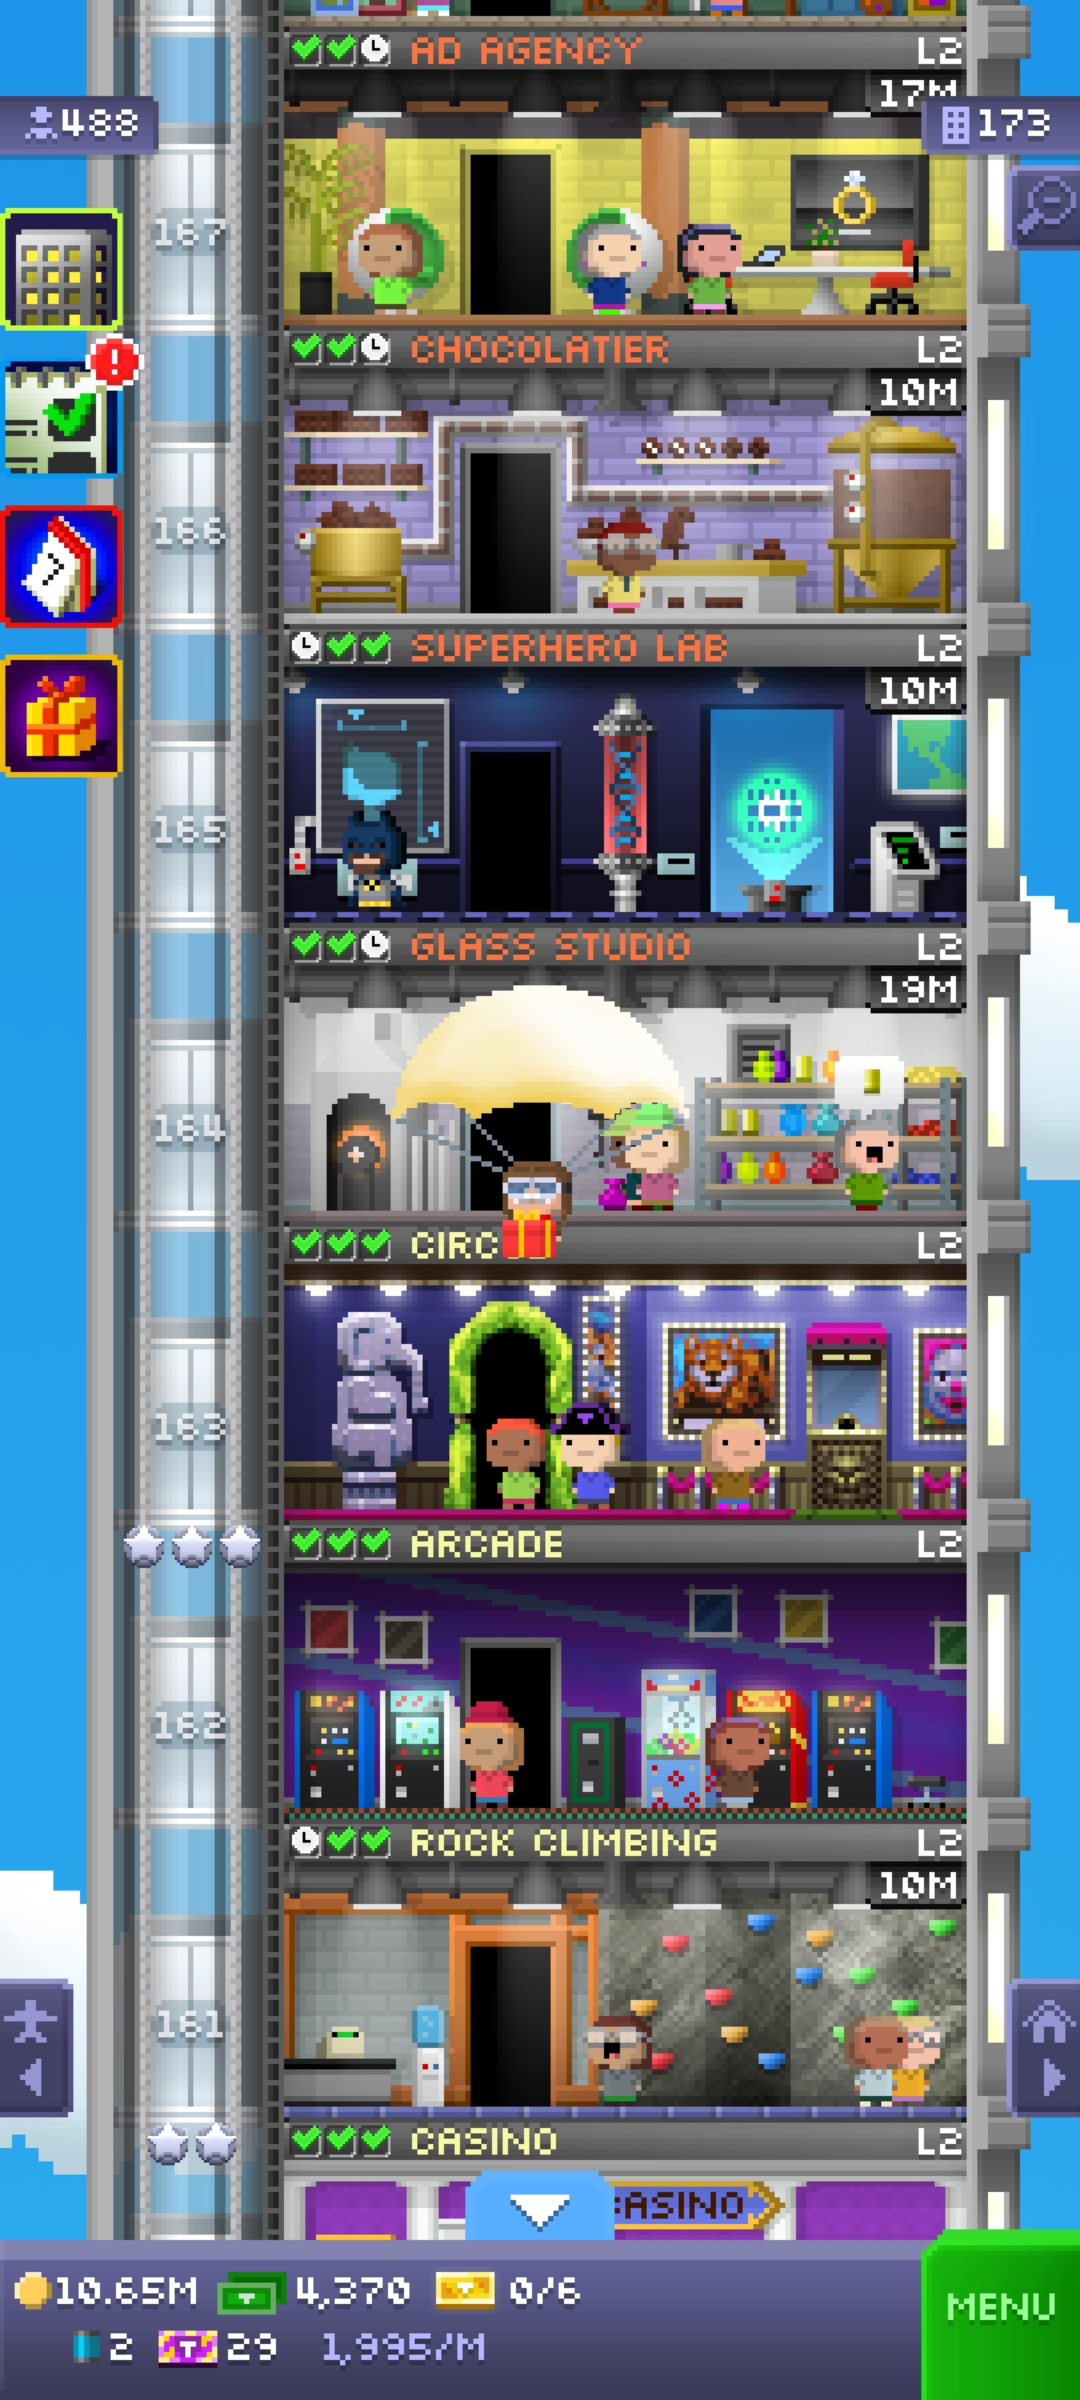 AD AGENCY L2
17M
488
173
167
CHOCOLATIER L2
10M
166
7
SUPERHERO LAB L2
10M
165
GLASS STUDIO L2
19M
164
CIRC L2
163
ARCADE L2
162
ROCK CLIMBING L2
10M
161
CASINO L2
ASINO
10.65M 4,370 0/6
MENU
2 29 1,995/M